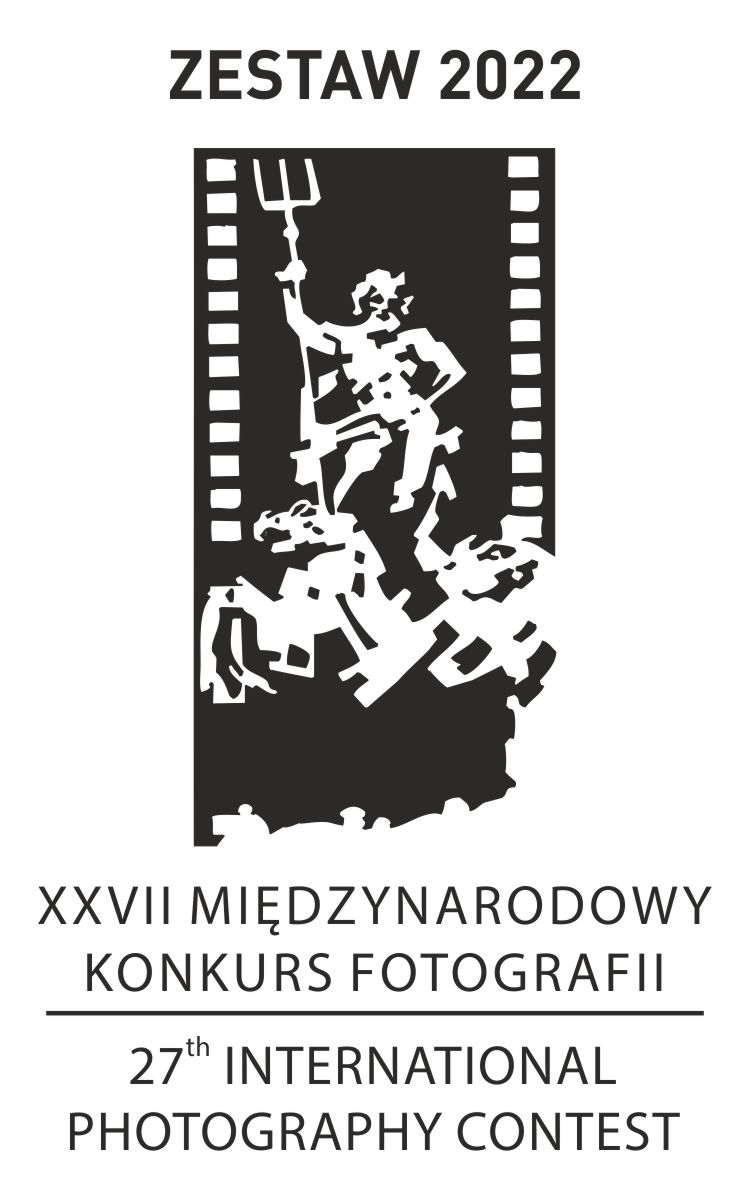 ZESTAW 2022
XXVII MIĘDZYNARODOWY
KONKURS FOTOGRAFII
27th INTERNATIONAL
PHOTOGRAPHY CONTEST